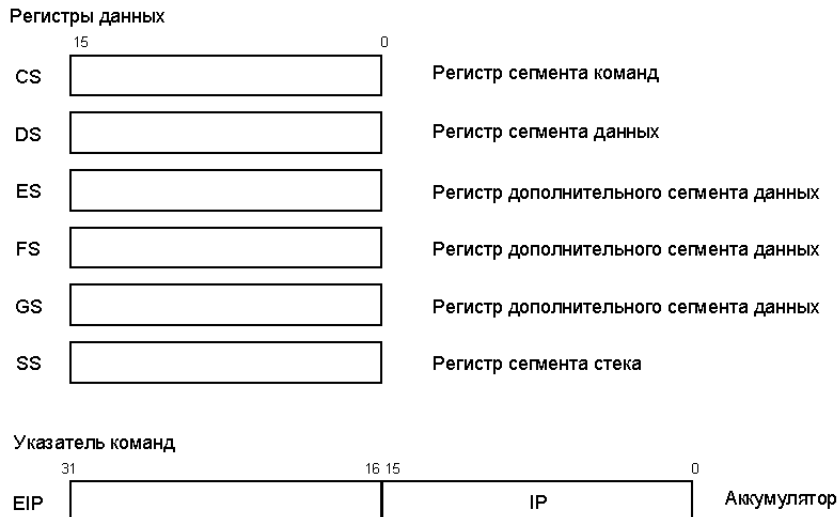 Регистры данных
15 0
CS Регистр сегмента команд
DS Регистр сегмента данных
ES Регистр дополнительного сегмента данных
FS Регистр дополнительного сегмента данных
GS Регистр дополнительного сегмента данных
SS Регистр сегмента стека
Указатель команд
31 16 15 0
EIP IP Аккумулятор